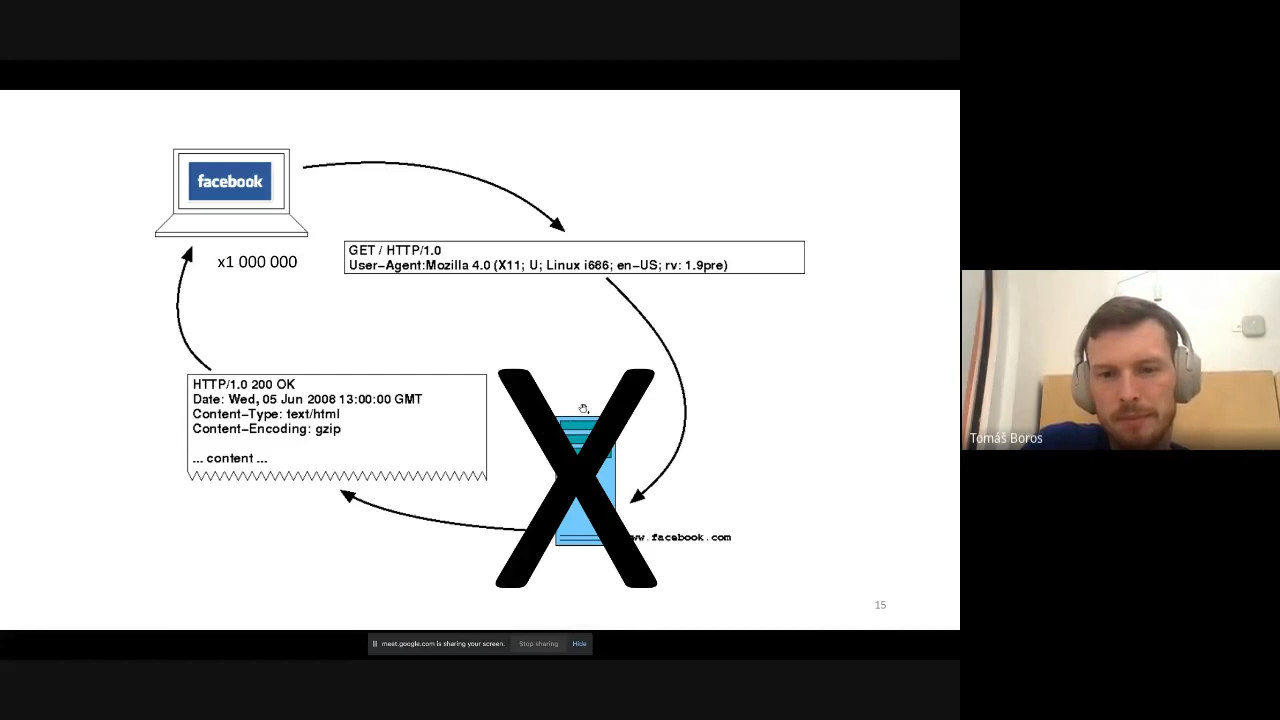 facebook
x1 000 000
GET / HTTP/1.0
User-Agent:Mozilla 4.0 (X11; U; Linux i686; en-US; rv: 1.9pre)
HTTP/1.0 200 OK
Date: Wed, 05 Jun 2008 13:00:00 GMT
Content-Type: text/html
Content-Encoding: gzip
... content ...
ww.facebook.com
15
Tomáš Boros
meet.google.com is sharing your screen.
Stop sharing
Hide